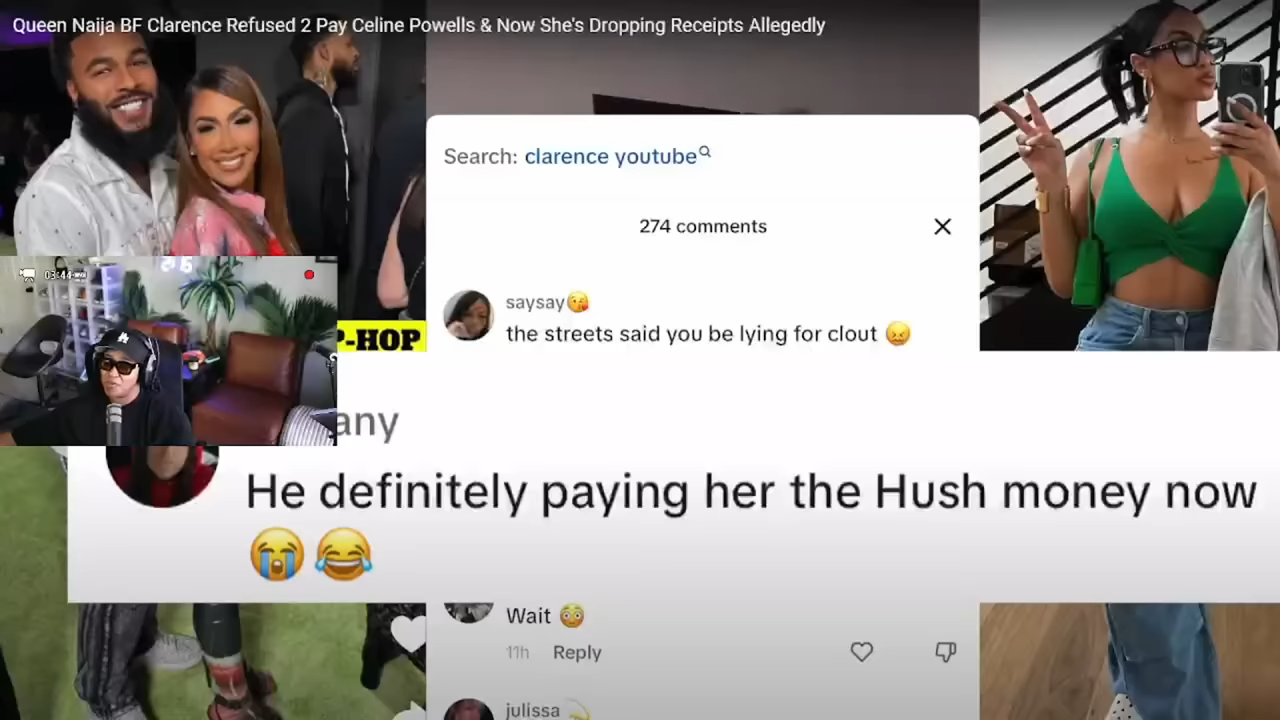 Queen Naija BF Clarence Refused 2 Pay Celine Powells & Now She's Dropping Receipts Allegedly
Search: clarence youtube
274 comments
saysay😘
the streets said you be lying for clout 😖
P-HOP
any
He definitely paying her the Hush money now
😭😂
Wait 😳
11h Reply
julissa